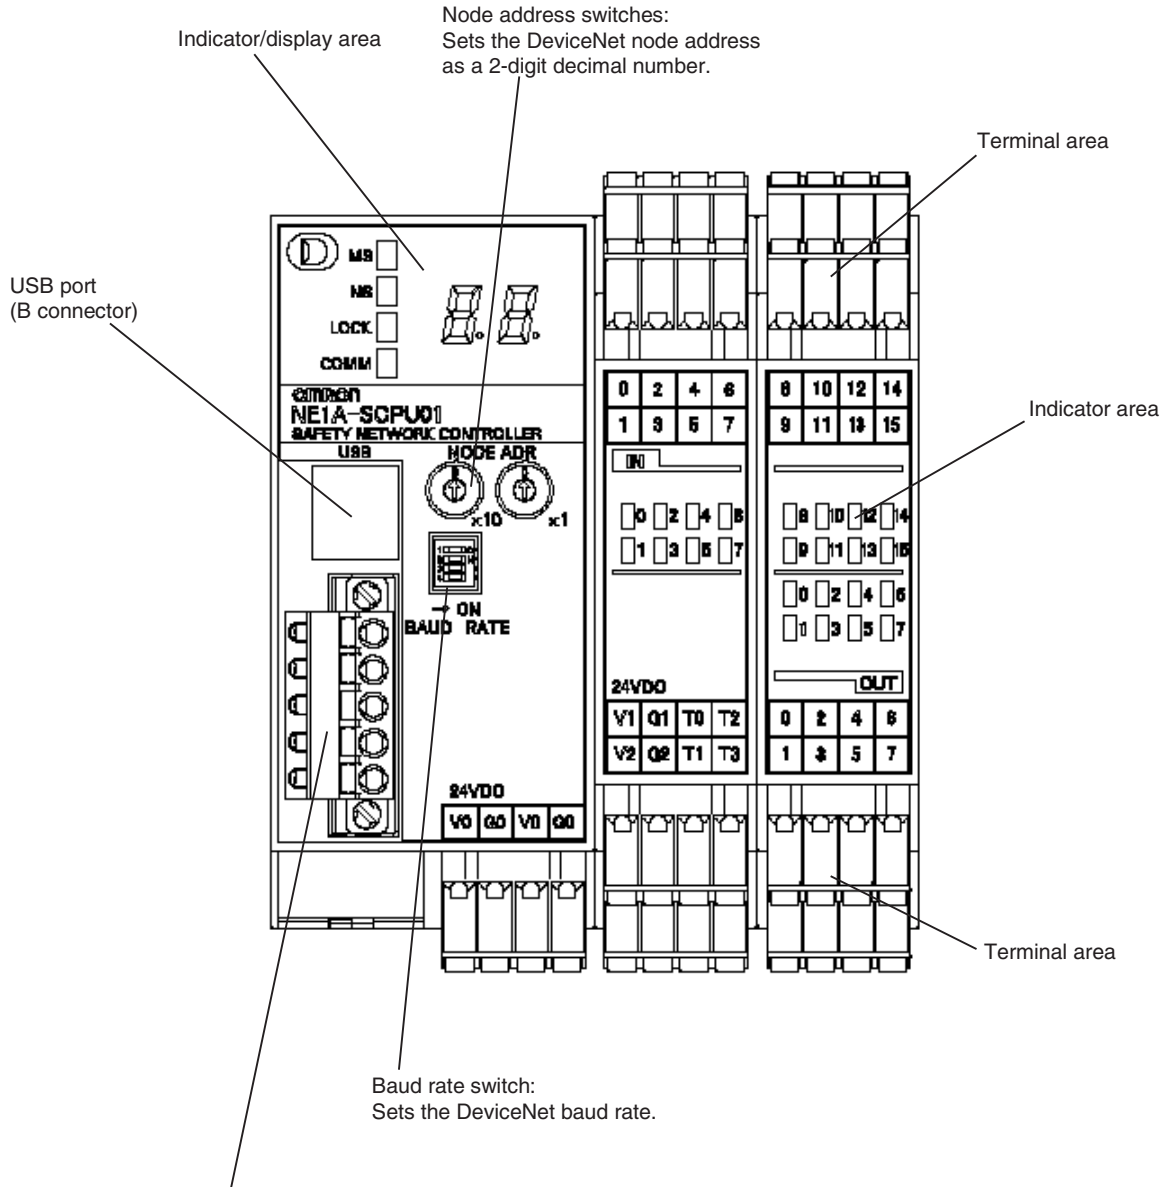 Node address switches:
Sets the DeviceNet node address
as a 2-digit decimal number.
Indicator/display area
Terminal area
USB port
(B connector)
MS
NS
LOCK
COMM
OMRON
NE1A-SCPU01
SAFETY NETWORK CONTROLLER
USB NODE ADR
x10 x1
→ ON
BAUD RATE
24VDO
V0 G0 V0 G0
0 2 4 6
1 3 5 7
IN
0 2 4 6
1 3 5 7
24VDO
V1 G1 T0 T2
V2 G2 T1 T3
8 10 12 14
9 11 13 15
Indicator area
8 10 12 14
9 11 13 15
0 2 4 6
1 3 5 7
OUT
0 2 4 6
1 3 5 7
Terminal area
Baud rate switch:
Sets the DeviceNet baud rate.